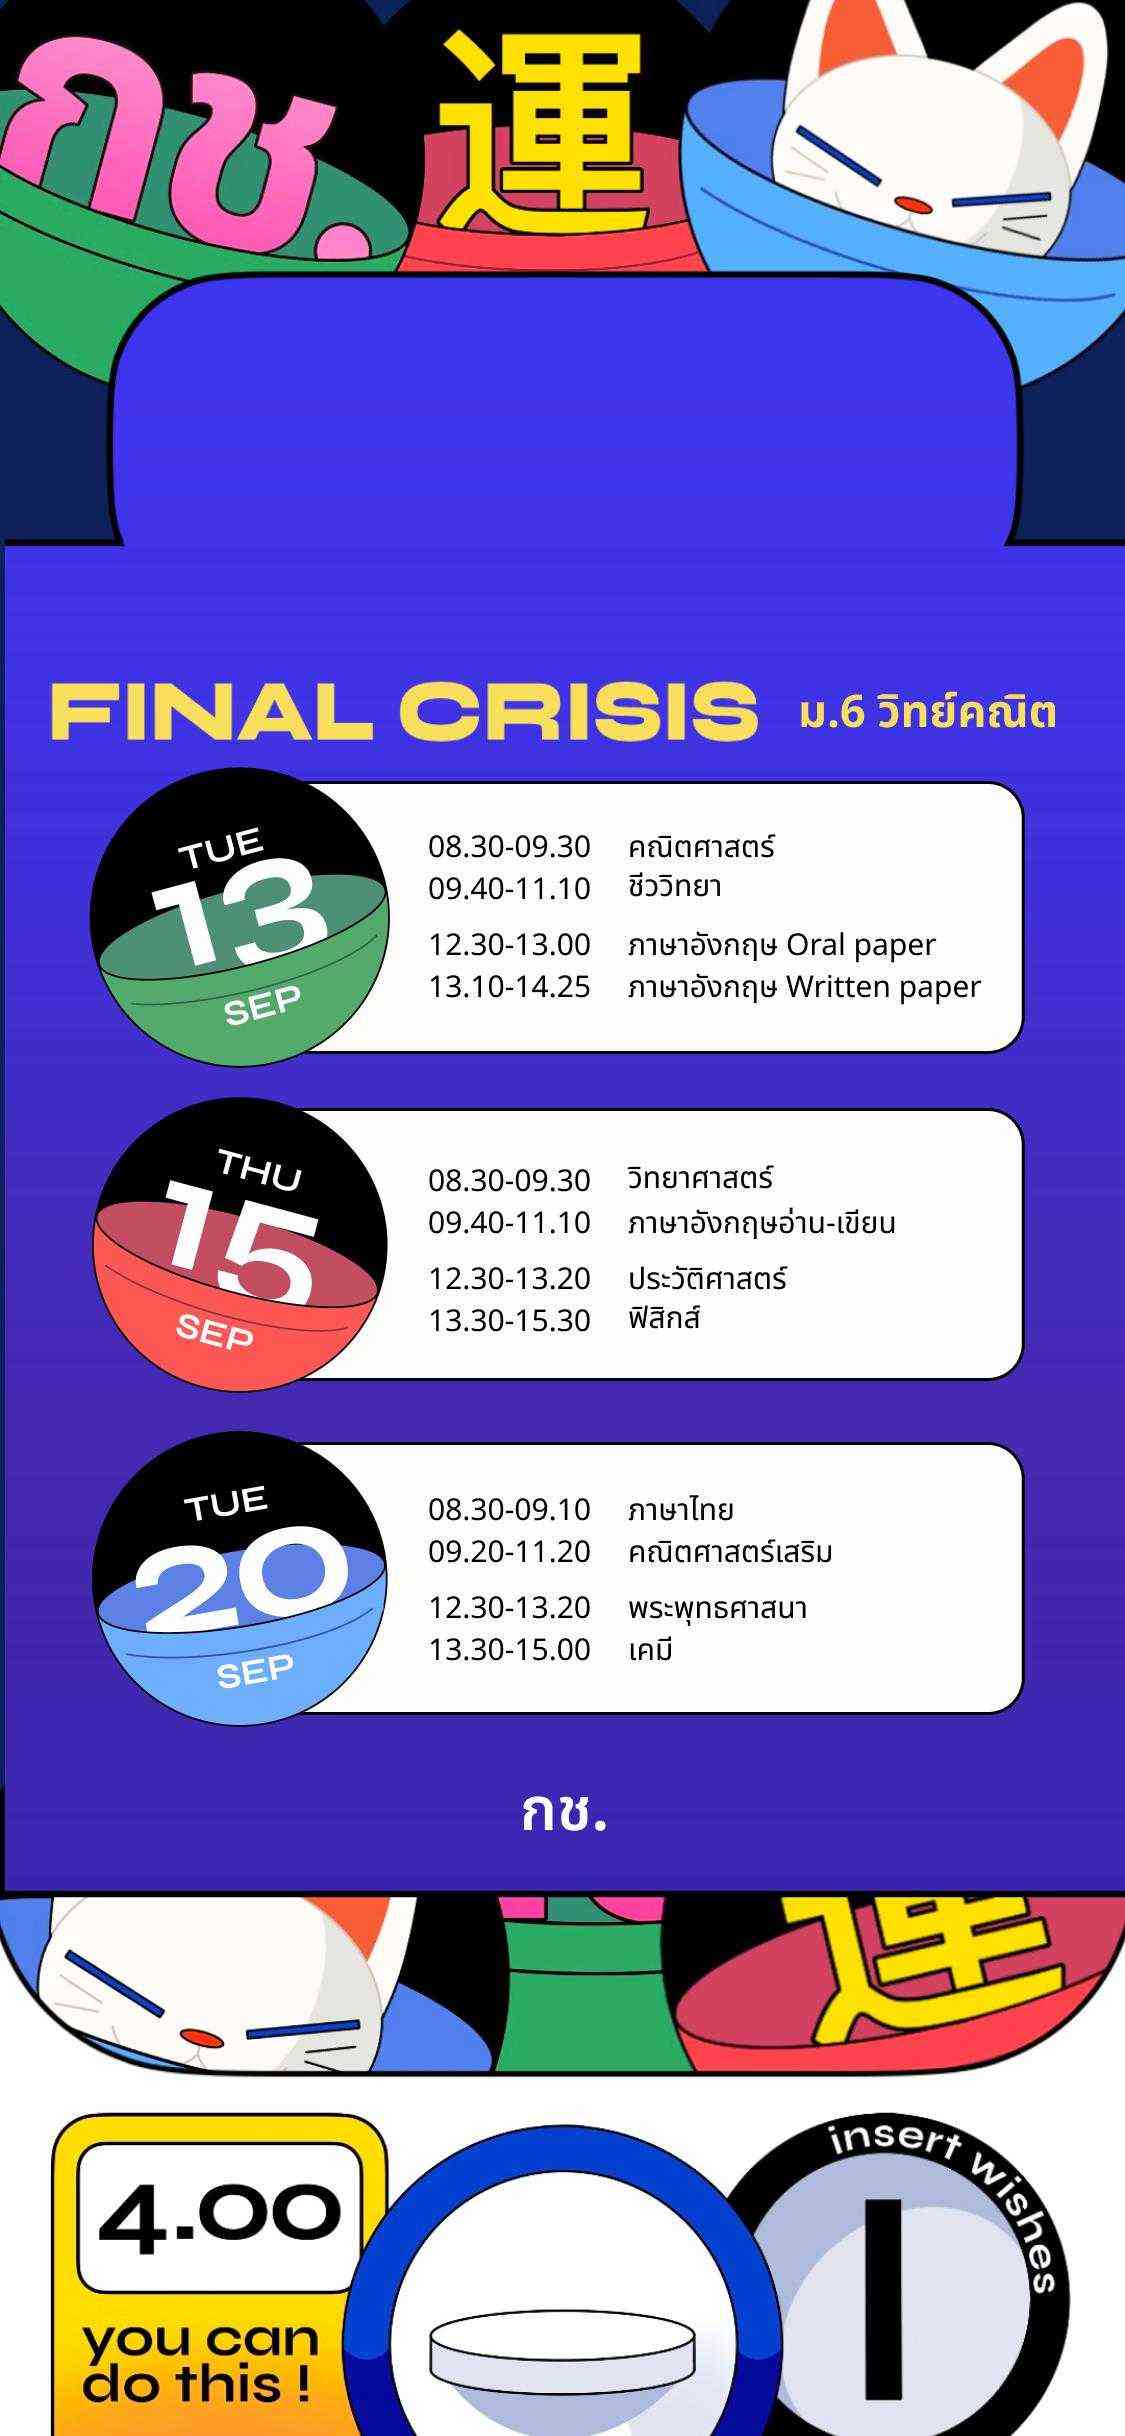 กช.
運
FINAL CRISIS ม.6 วิทย์คณิต
TUE
13
SEP
08.30-09.30 คณิตศาสตร์
09.40-11.10 ชีววิทยา
12.30-13.00 ภาษาอังกฤษ Oral paper
13.10-14.25 ภาษาอังกฤษ Written paper
THU
15
SEP
08.30-09.30 วิทยาศาสตร์
09.40-11.10 ภาษาอังกฤษอ่าน-เขียน
12.30-13.20 ประวัติศาสตร์
13.30-15.30 ฟิสิกส์
TUE
20
SEP
08.30-09.10 ภาษาไทย
09.20-11.20 คณิตศาสตร์เสริม
12.30-13.20 พระพุทธศาสนา
13.30-15.00 เคมี
กช.
運
4.00
you can
do this !
insert wishes